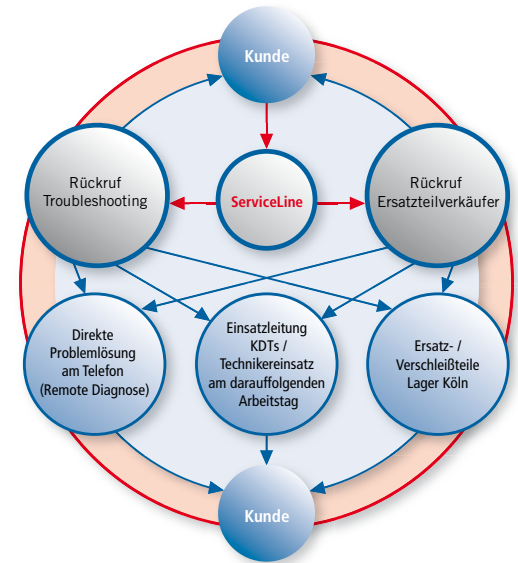 Kunde
Rückruf
Troubleshooting
ServiceLine
Rückruf
Ersatzteilverkäufer
Direkte
Problemlösung
am Telefon
(Remote Diagnose)
Einsatzleitung
KDTs /
Technikereinsatz
am darauffolgenden
Arbeitstag
Ersatz- /
Verschleißteile
Lager Köln
Kunde